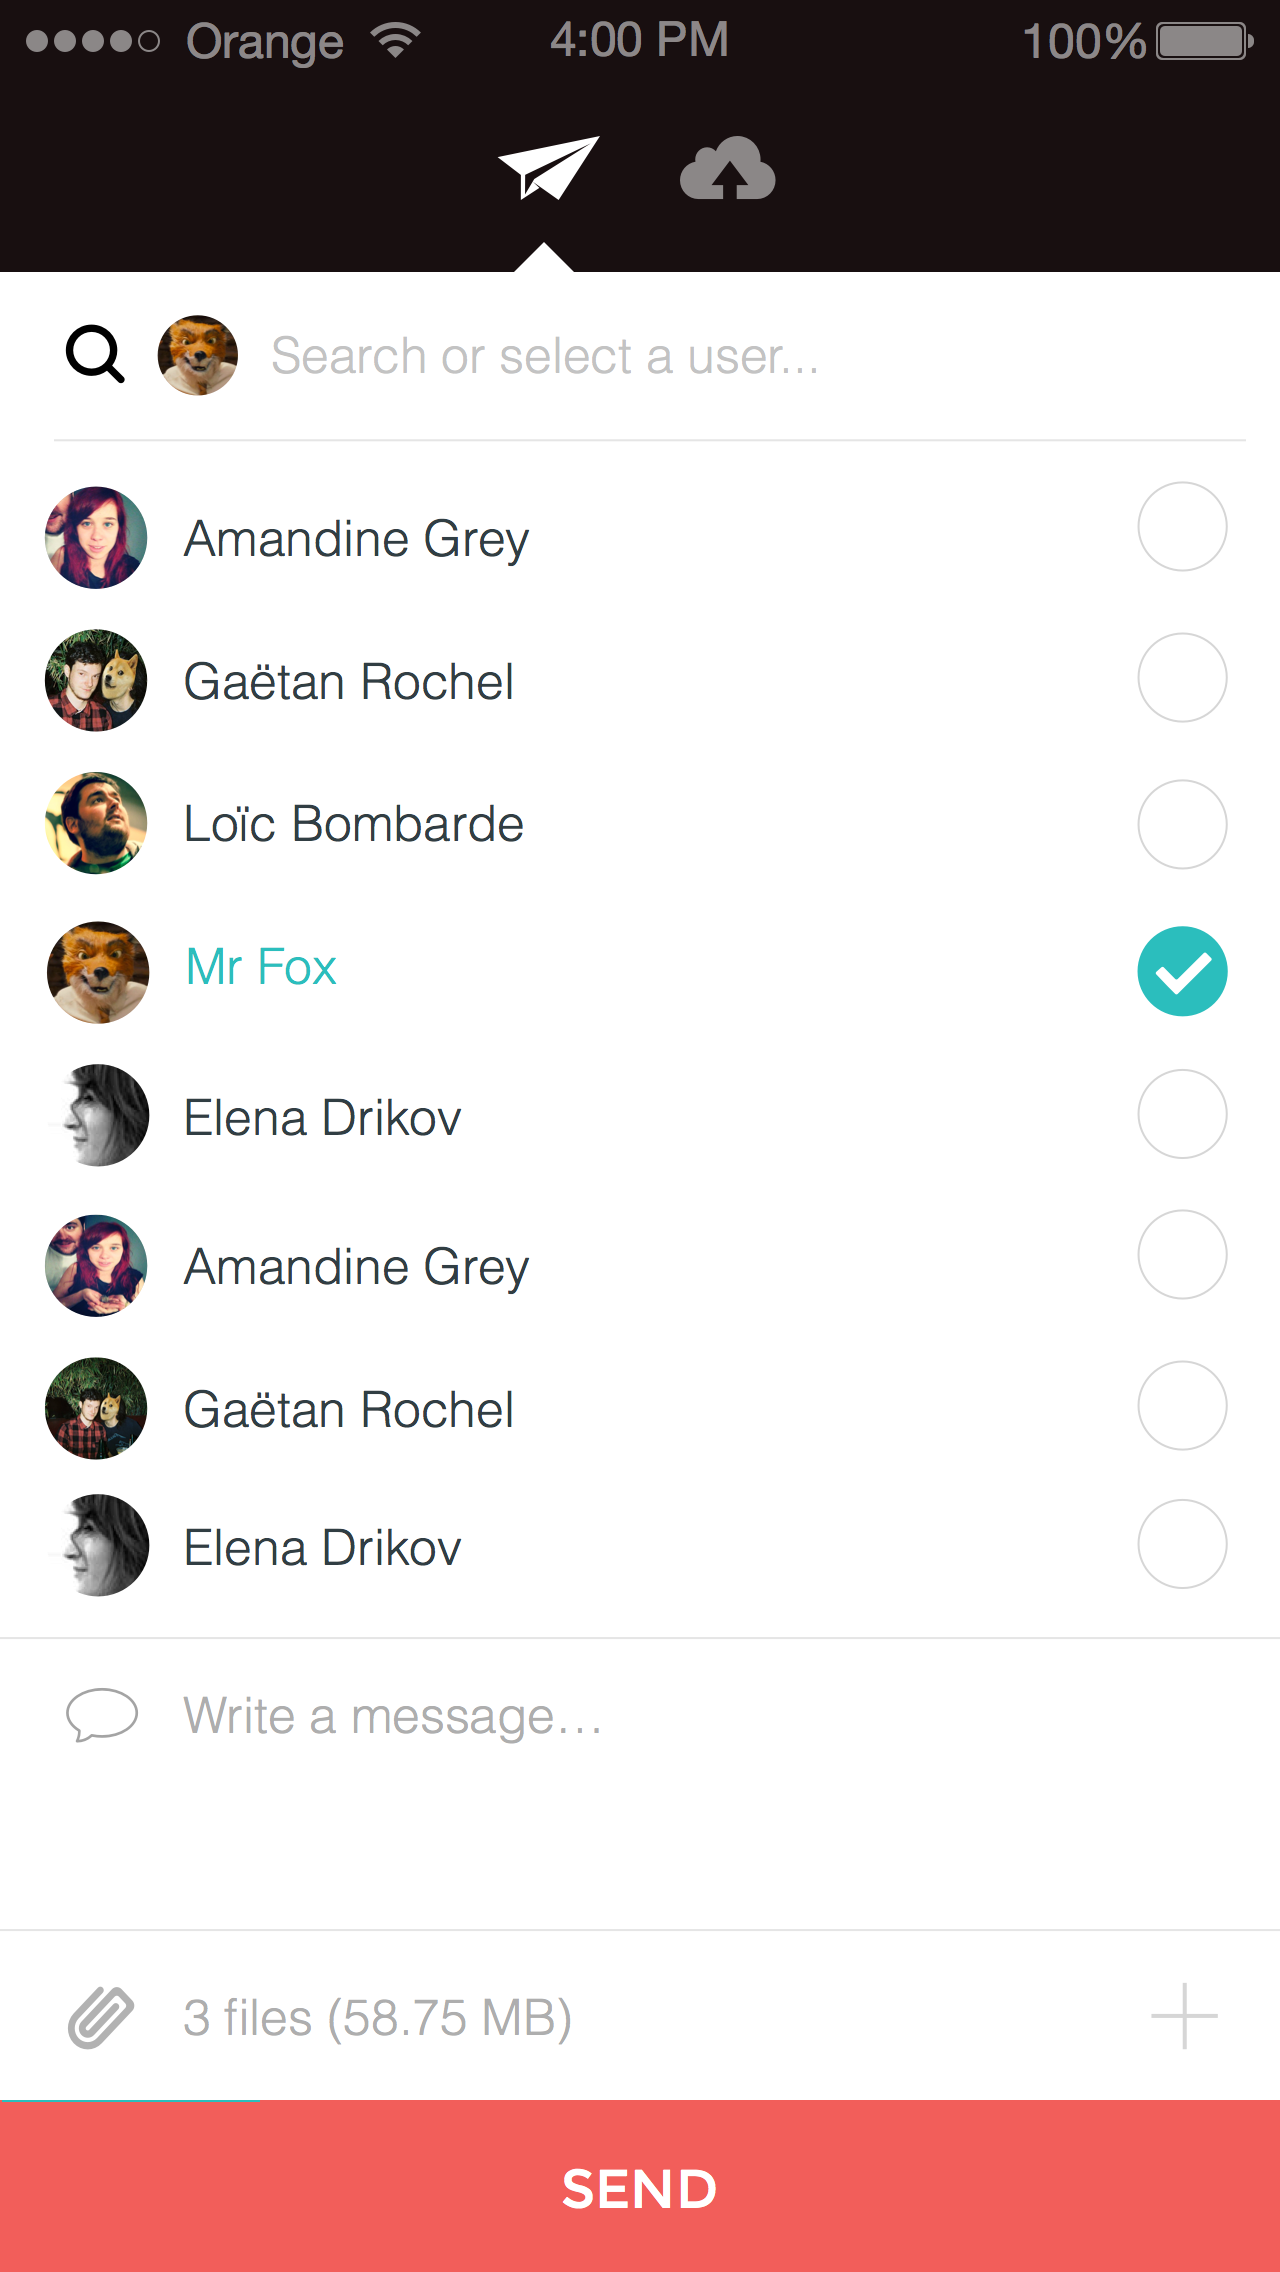 Orange 4:00 PM 100%
Search or select a user...
Amandine Grey
Gaëtan Rochel
Loïc Bombarde
Mr Fox
Elena Drikov
Amandine Grey
Gaëtan Rochel
Elena Drikov
Write a message...
3 files (58.75 MB)
SEND